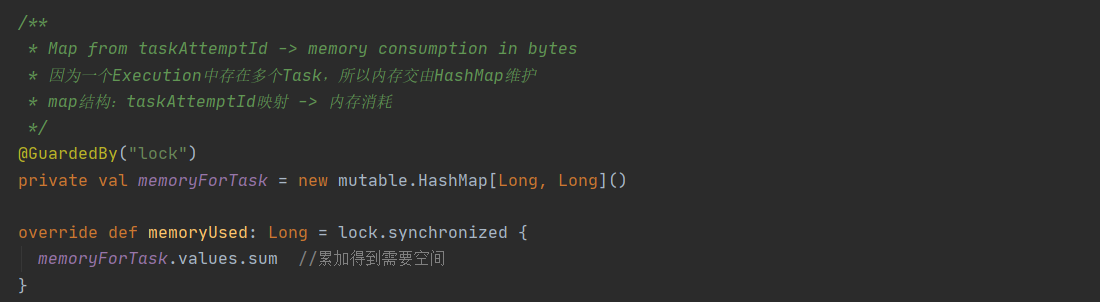 /**
 * Map from taskAttemptId -> memory consumption in bytes
 * 因为一个Execution中存在多个Task，所以内存交由HashMap维护
 * map结构：taskAttemptId映射 -> 内存消耗
 */
@GuardedBy("lock")
private val memoryForTask = new mutable.HashMap[Long, Long]()
override def memoryUsed: Long = lock.synchronized {
  memoryForTask.values.sum  //累加得到需要空间
}